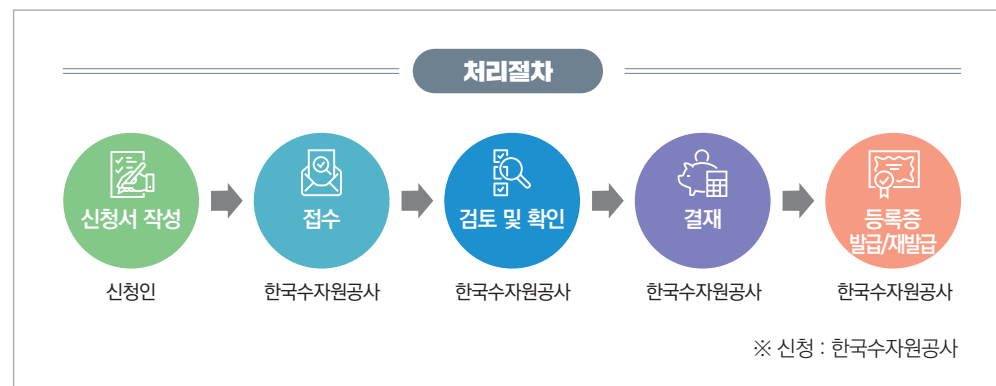 처리절차
신청서 작성
접수
검토 및 확인
결재
등록증
발급/재발급
신청인
한국수자원공사
한국수자원공사
한국수자원공사
한국수자원공사
※ 신청 : 한국수자원공사